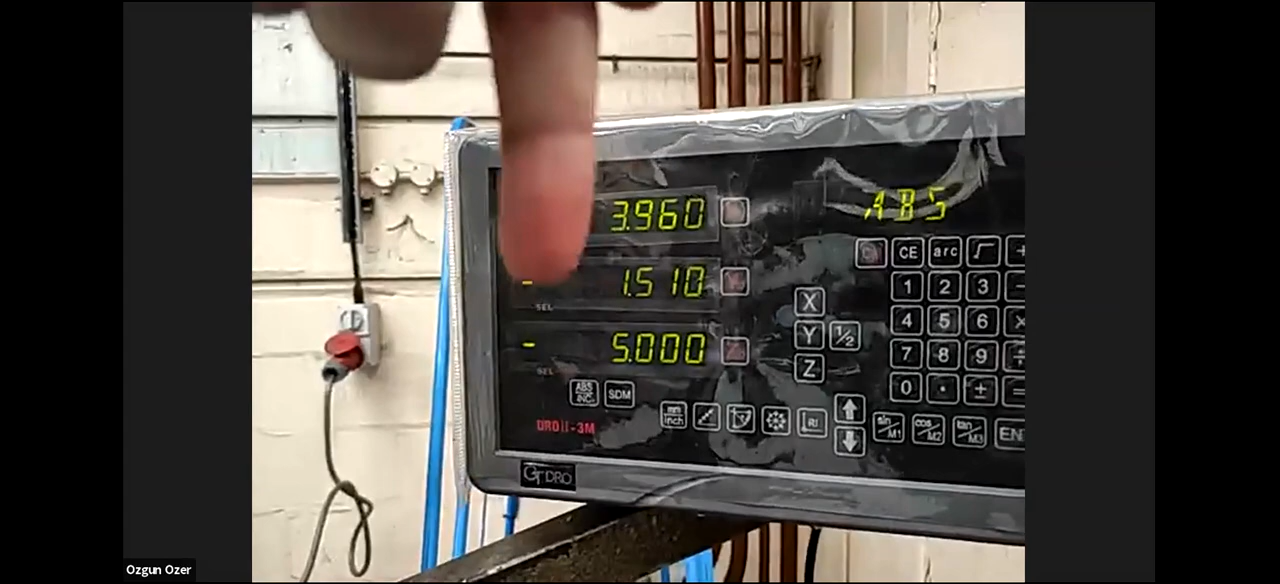 3.960
ABS
- 1.510
SEL
- 5.000
SEL
CE arc √ +
1 2 3 -
4 5 6 ×
7 8 9 ÷
0 . ± =
X
Y 1/2
Z
ABS INC SDM
mm inch
sin/M1 cos/M2 tan/M3
DRO II-3M
GT DRO
Ozgun Ozer